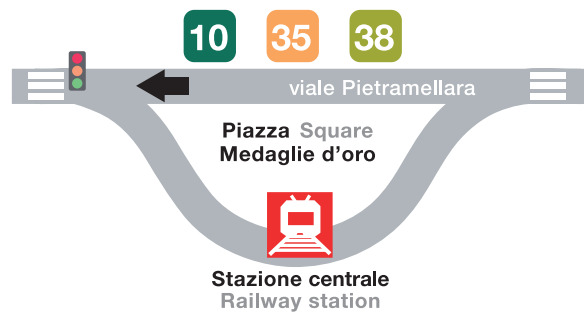 10 35 38
viale Pietramellara
Piazza Square
Medaglie d'oro
Stazione centrale
Railway station